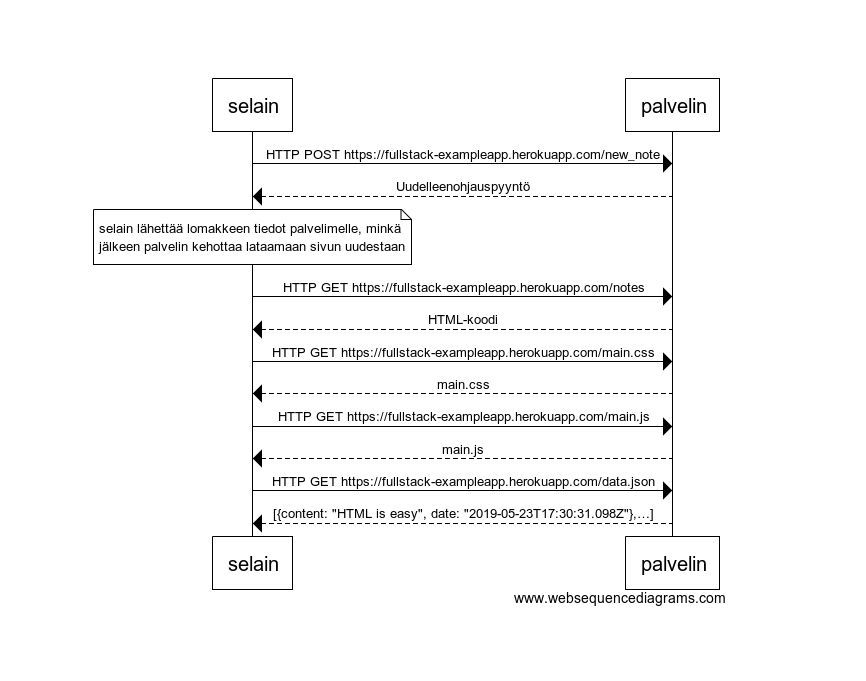 selain palvelin
HTTP POST https://fullstack-exampleapp.herokuapp.com/new_note
Uudelleenohjauspyyntö
selain lähettää lomakkeen tiedot palvelimelle, minkä
jälkeen palvelin kehottaa lataamaan sivun uudestaan
HTTP GET https://fullstack-exampleapp.herokuapp.com/notes
HTML-koodi
HTTP GET https://fullstack-exampleapp.herokuapp.com/main.css
main.css
HTTP GET https://fullstack-exampleapp.herokuapp.com/main.js
main.js
HTTP GET https://fullstack-exampleapp.herokuapp.com/data.json
[{content: "HTML is easy", date: "2019-05-23T17:30:31.098Z"},...]
selain palvelin
www.websequencediagrams.com